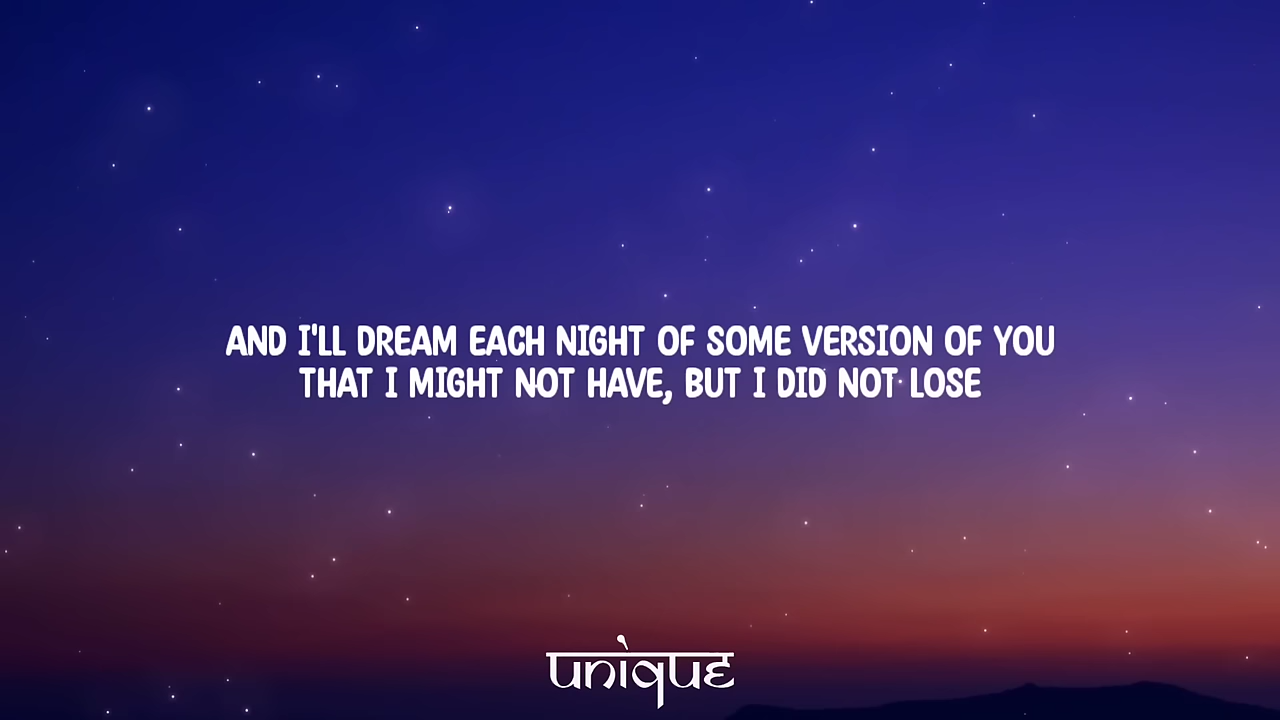 AND I'LL DREAM EACH NIGHT OF SOME VERSION OF YOU
THAT I MIGHT NOT HAVE, BUT I DID NOT LOSE
unique